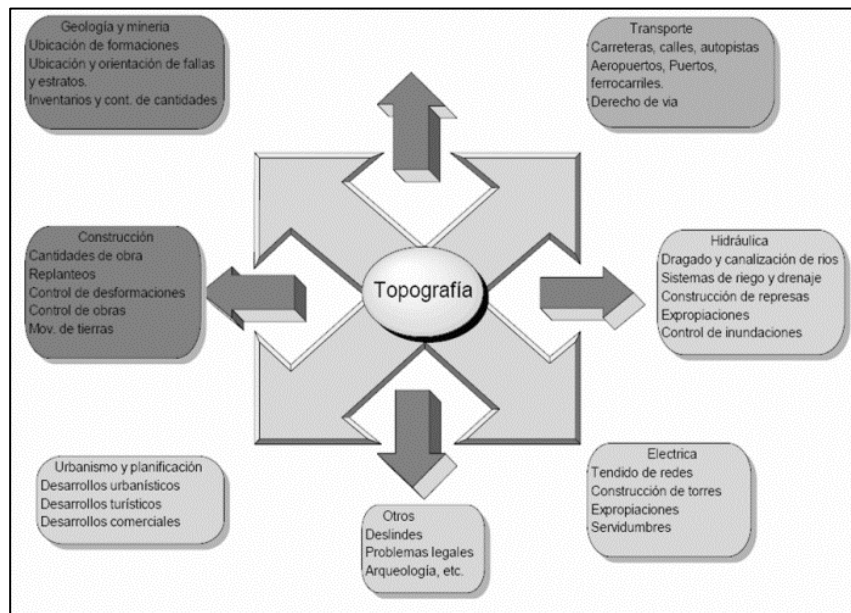 Geología y mineria
Ubicación de formaciones
Ubicación y orientación de fallas
y estratos.
Inventarios y cont. de cantidades
Transporte
Carreteras, calles, autopistas
Aeropuertos, Puertos,
ferrocarriles.
Derecho de via
Construcción
Cantidades de obra
Replanteos
Control de desformaciones
Control de obras
Mov. de tierras
Topografía
Hidráulica
Dragado y canalización de rios
Sistemas de riego y drenaje
Construcción de represas
Expropiaciones
Control de inundaciones
Urbanismo y planificación
Desarrollos urbanísticos
Desarrollos turísticos
Desarrollos comerciales
Otros
Deslindes
Problemas legales
Arqueología, etc.
Electrica
Tendido de redes
Construcción de torres
Expropiaciones
Servidumbres